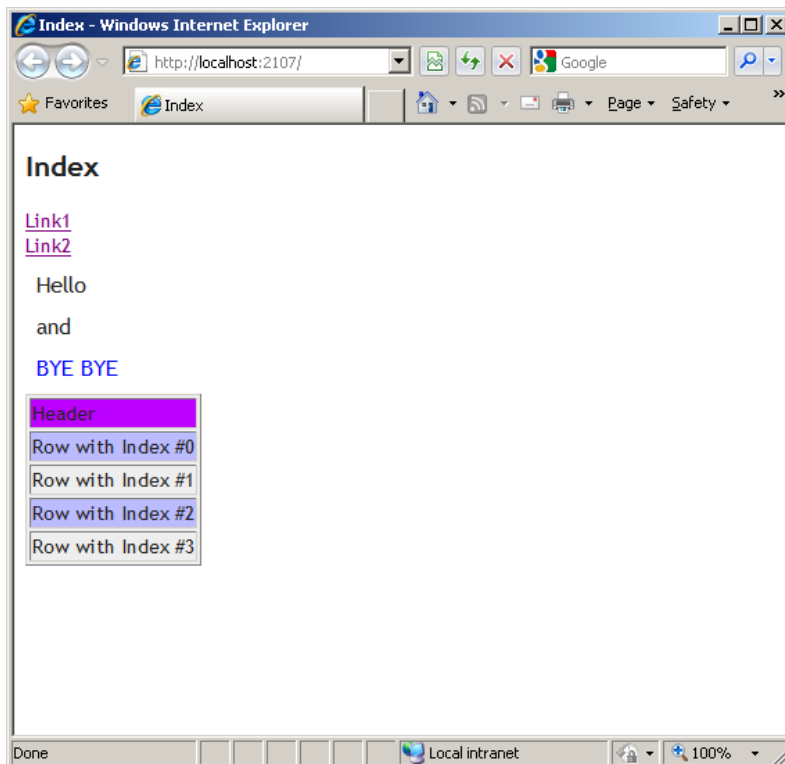 Index - Windows Internet Explorer
http://localhost:2107/
Google
Favorites
Index
Page
Safety
»
Index
Link1
Link2
Hello
and
BYE BYE
Header
Row with Index #0
Row with Index #1
Row with Index #2
Row with Index #3
Done
Local intranet
100%